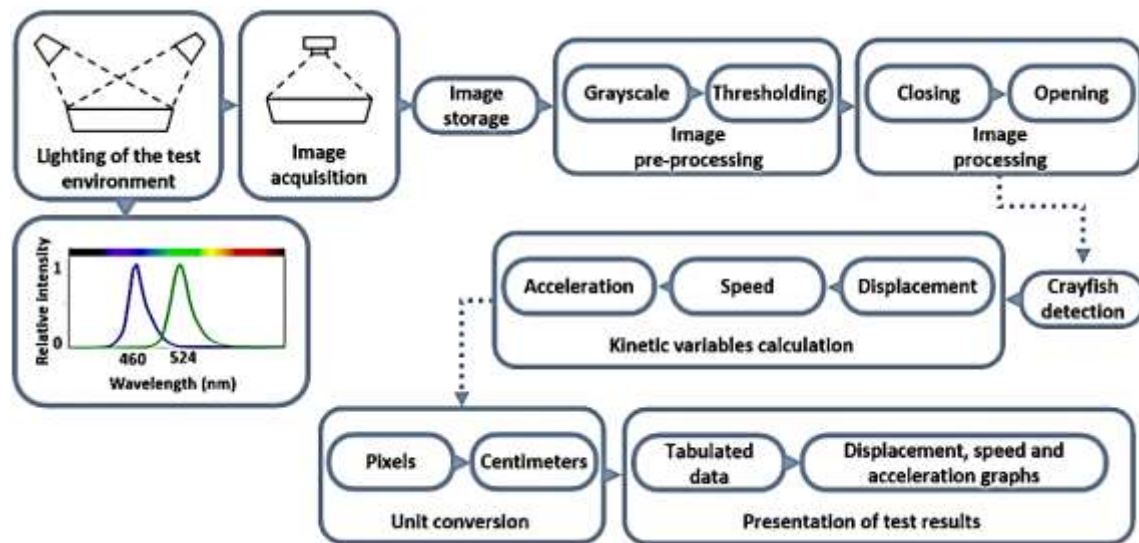 Lighting of the test
environment
Image
acquisition
Image
storage
Grayscale
Thresholding
Image
pre-processing
Closing
Opening
Image
processing
Relative intensity
1
0
460
524
Wavelength (nm)
Acceleration
Speed
Displacement
Kinetic variables calculation
Crayfish
detection
Pixels
Centimeters
Unit conversion
Tabulated
data
Displacement, speed and
acceleration graphs
Presentation of test results